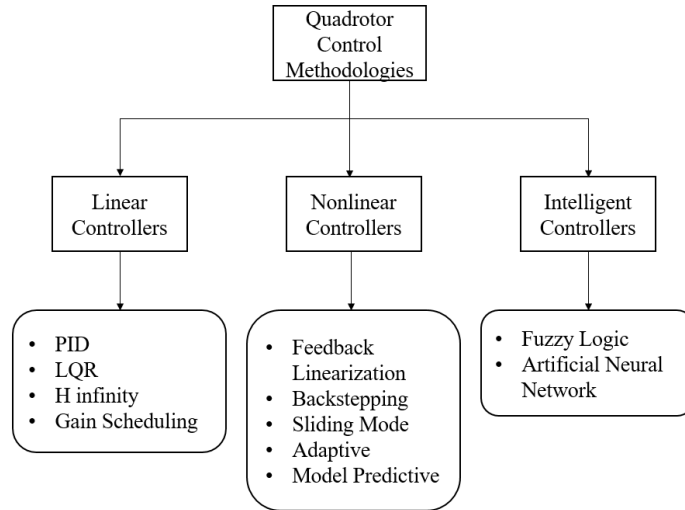 Quadrotor
Control
Methodologies
Linear
Controllers
Nonlinear
Controllers
Intelligent
Controllers
• PID
• LQR
• H infinity
• Gain Scheduling
• Feedback
Linearization
• Backstepping
• Sliding Mode
• Adaptive
• Model Predictive
• Fuzzy Logic
• Artificial Neural
Network